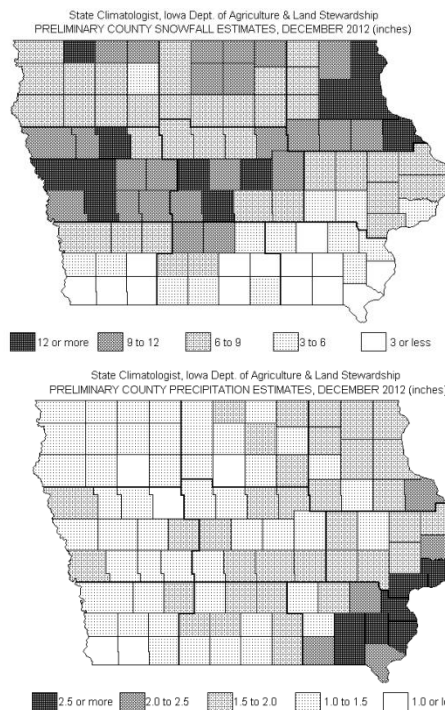 State Climatologist, Iowa Dept. of Agriculture & Land Stewardship
PRELIMINARY COUNTY SNOWFALL ESTIMATES, DECEMBER 2012 (inches)
12 or more 9 to 12 6 to 9 3 to 6 3 or less
State Climatologist, Iowa Dept. of Agriculture & Land Stewardship
PRELIMINARY COUNTY PRECIPITATION ESTIMATES, DECEMBER 2012 (inches)
2.5 or more 2.0 to 2.5 1.5 to 2.0 1.0 to 1.5 1.0 or le